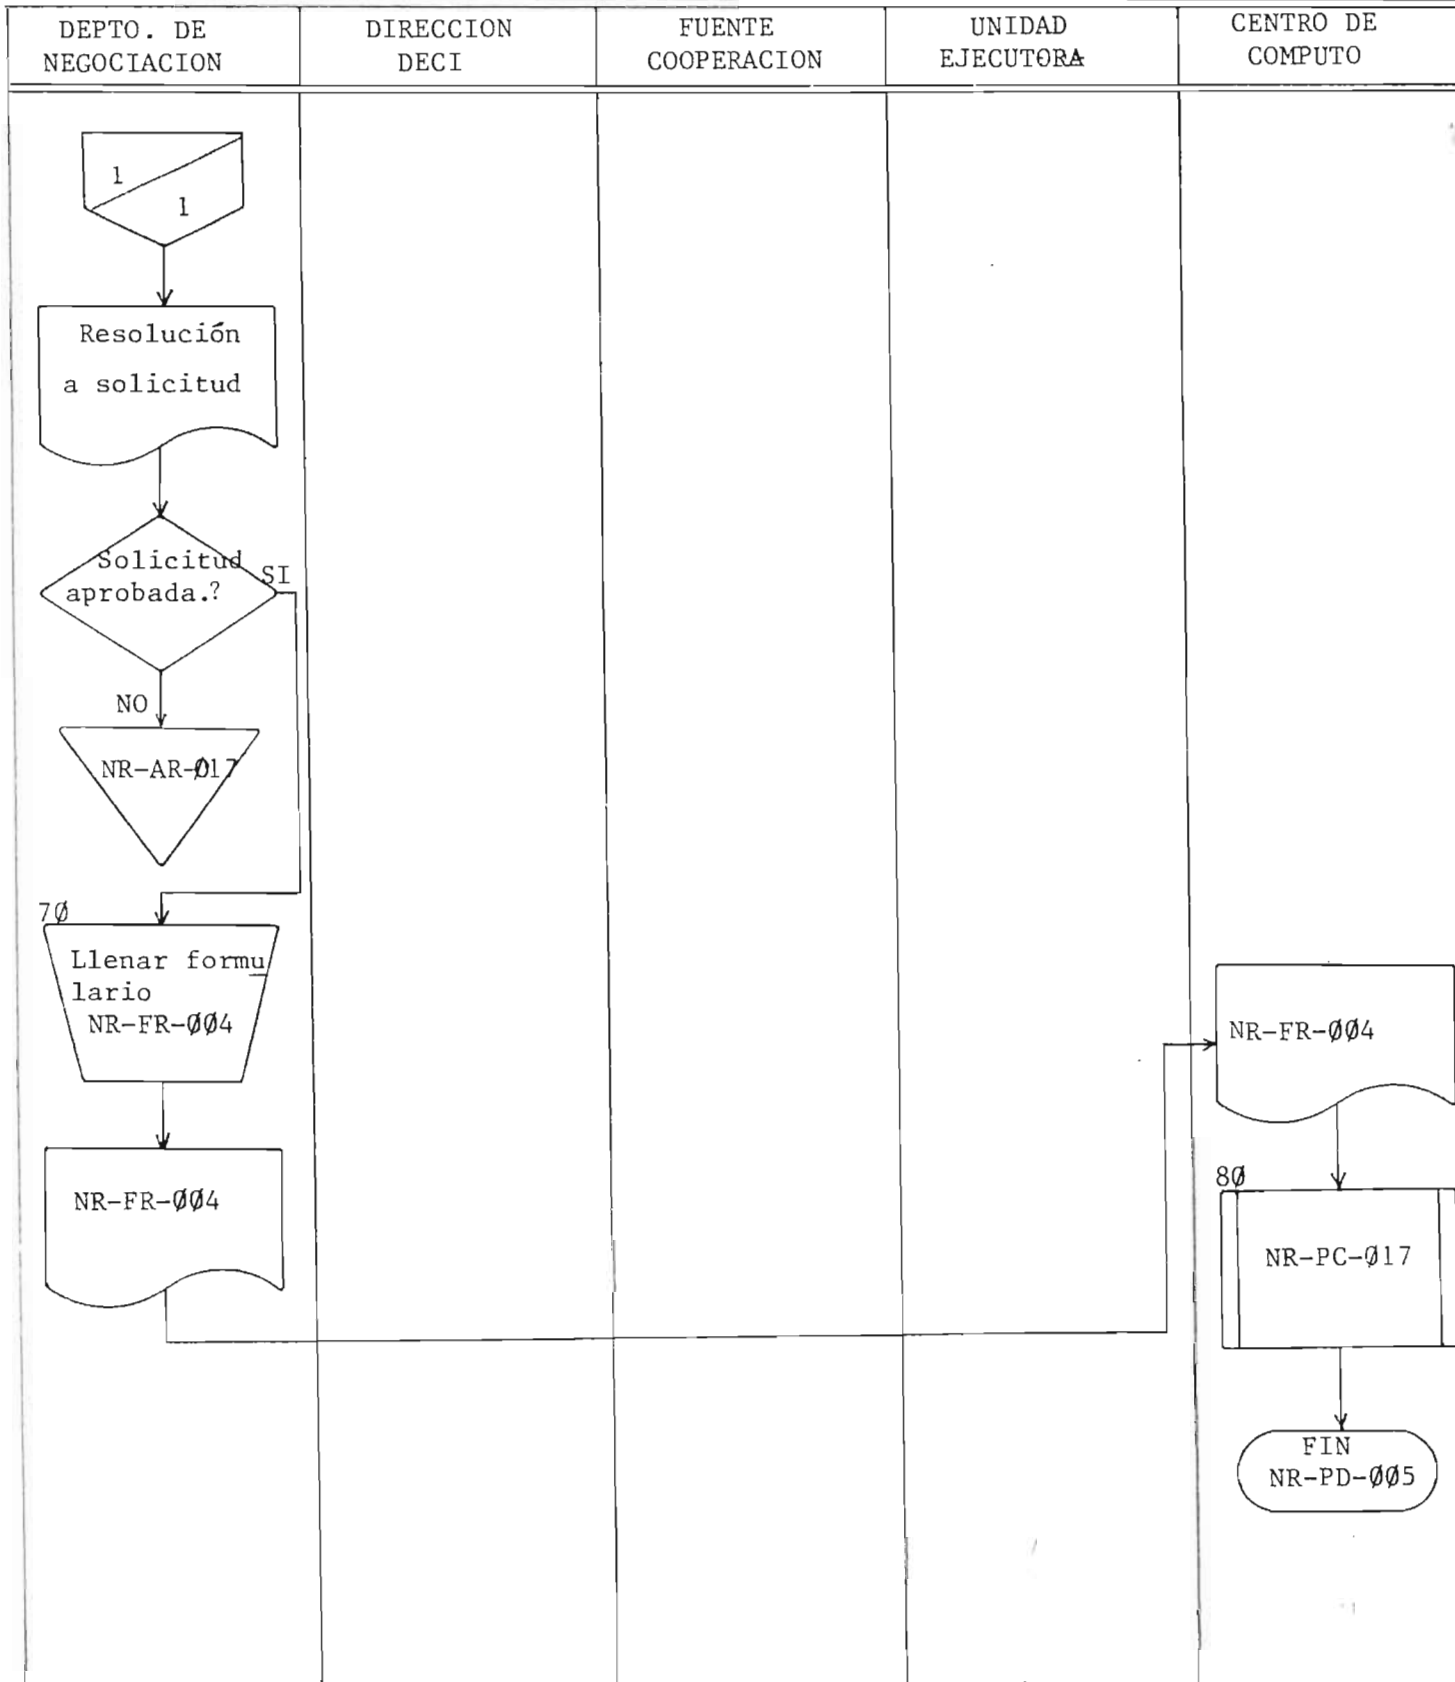 DEPTO. DE
NEGOCIACION
DIRECCION
DECI
FUENTE
COOPERACION
UNIDAD
EJECUTORA
CENTRO DE
COMPUTO
1
1
Resolución
a solicitud
Solicitud
aprobada.?
SI
NO
NR-AR-Ø17
7Ø
Llenar formu
lario
NR-FR-ØØ4
NR-FR-ØØ4
NR-FR-ØØ4
8Ø
NR-PC-Ø17
FIN
NR-PD-ØØ5